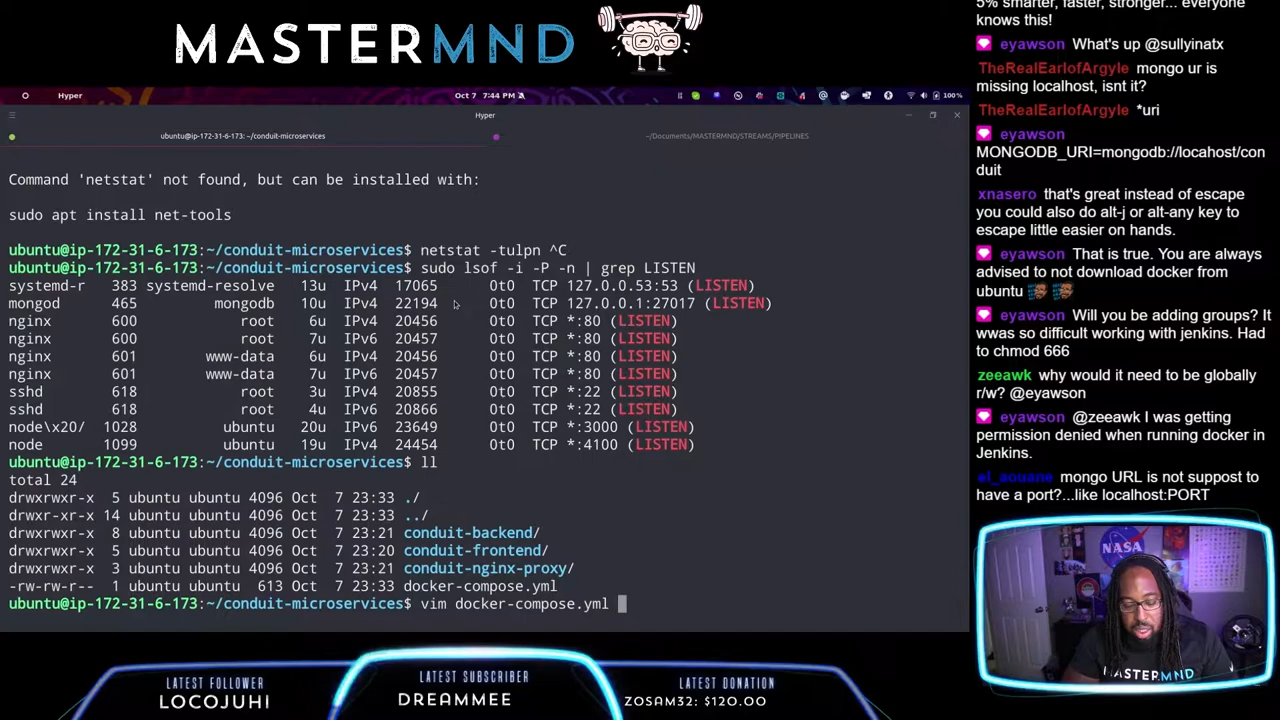 MASTERMND
Hyper
Oct 7 7:44 PM
100%
Hyper
ubuntu@ip-172-31-6-173: ~/conduit-microservices
~/Documents/MASTERMND/STREAMS/PIPELINES
Command 'netstat' not found, but can be installed with:
sudo apt install net-tools
ubuntu@ip-172-31-6-173:~/conduit-microservices$ netstat -tulpn ^C
ubuntu@ip-172-31-6-173:~/conduit-microservices$ sudo lsof -i -P -n | grep LISTEN
systemd-r 383 systemd-resolve 13u IPv4 17065 0t0 TCP 127.0.0.53:53 (LISTEN)
mongod 465 mongodb 10u IPv4 22194 0t0 TCP 127.0.0.1:27017 (LISTEN)
nginx 600 root 6u IPv4 20456 0t0 TCP *:80 (LISTEN)
nginx 600 root 7u IPv6 20457 0t0 TCP *:80 (LISTEN)
nginx 601 www-data 6u IPv4 20456 0t0 TCP *:80 (LISTEN)
nginx 601 www-data 7u IPv6 20457 0t0 TCP *:80 (LISTEN)
sshd 618 root 3u IPv4 20855 0t0 TCP *:22 (LISTEN)
sshd 618 root 4u IPv6 20866 0t0 TCP *:22 (LISTEN)
node\x20/ 1028 ubuntu 20u IPv6 23649 0t0 TCP *:3000 (LISTEN)
node 1099 ubuntu 19u IPv4 24454 0t0 TCP *:4100 (LISTEN)
ubuntu@ip-172-31-6-173:~/conduit-microservices$ ll
total 24
drwxrwxr-x 5 ubuntu ubuntu 4096 Oct 7 23:33 ./
drwxr-xr-x 14 ubuntu ubuntu 4096 Oct 7 23:33 ../
drwxrwxr-x 8 ubuntu ubuntu 4096 Oct 7 23:21 conduit-backend/
drwxrwxr-x 5 ubuntu ubuntu 4096 Oct 7 23:20 conduit-frontend/
drwxrwxr-x 3 ubuntu ubuntu 4096 Oct 7 23:21 conduit-nginx-proxy/
-rw-rw-r-- 1 ubuntu ubuntu 613 Oct 7 23:33 docker-compose.yml
ubuntu@ip-172-31-6-173:~/conduit-microservices$ vim docker-compose.yml
5% smarter, faster, stronger... everyone
knows this!
eyawson What's up @sullyinatx
TheRealEarlofArgyle mongo ur is
missing localhost, isnt it?
TheRealEarlofArgyle *uri
eyawson
MONGODB_URI=mongodb://locahost/con
duit
xnasero that's great instead of escape
you could also do alt-j or alt-any key to
escape little easier on hands.
eyawson That is true. You are always
advised to not download docker from
ubuntu
eyawson Will you be adding groups? It
wwas so difficult working with jenkins. Had
to chmod 666
zeeawk why would it need to be globally
r/w? @eyawson
eyawson @zeeawk I was getting
permission denied when running docker in
Jenkins.
el_aouane mongo URL is not suppost to
have a port?...like localhost:PORT
NASA
MASTERMND
LATEST FOLLOWER
LOCOJUHI
LATEST SUBSCRIBER
DREAMMEE
LATEST DONATION
ZOSAM32: $120.00